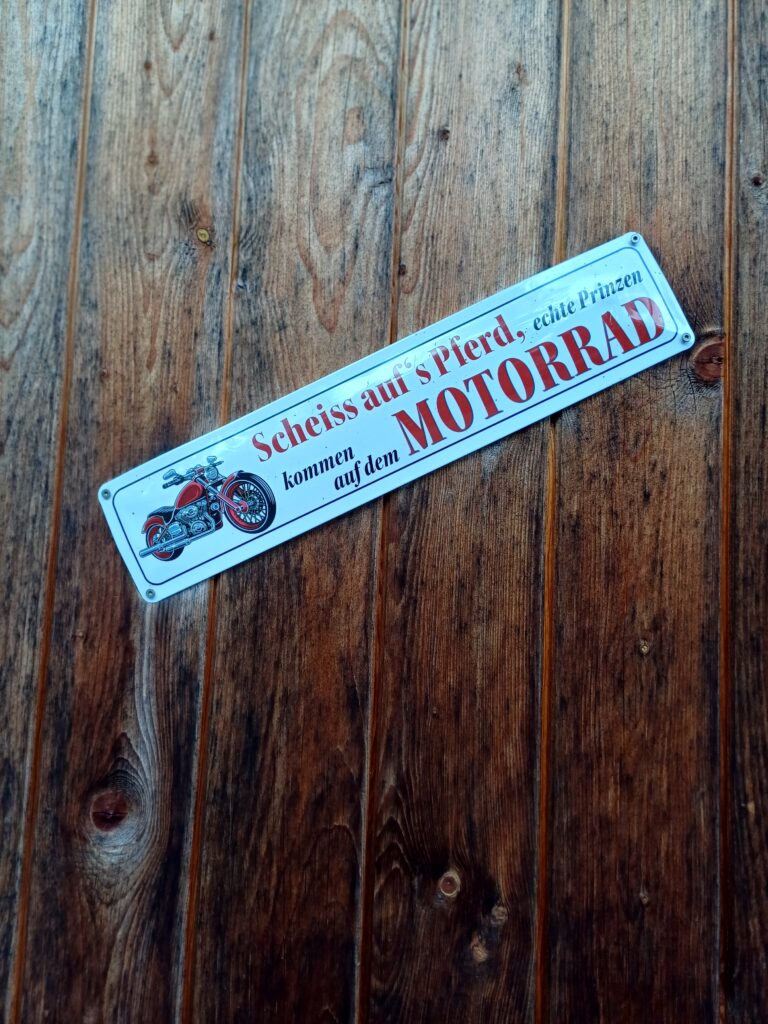 Scheiss auf's Pferd, echte Prinzen
kommen
auf dem MOTORRAD